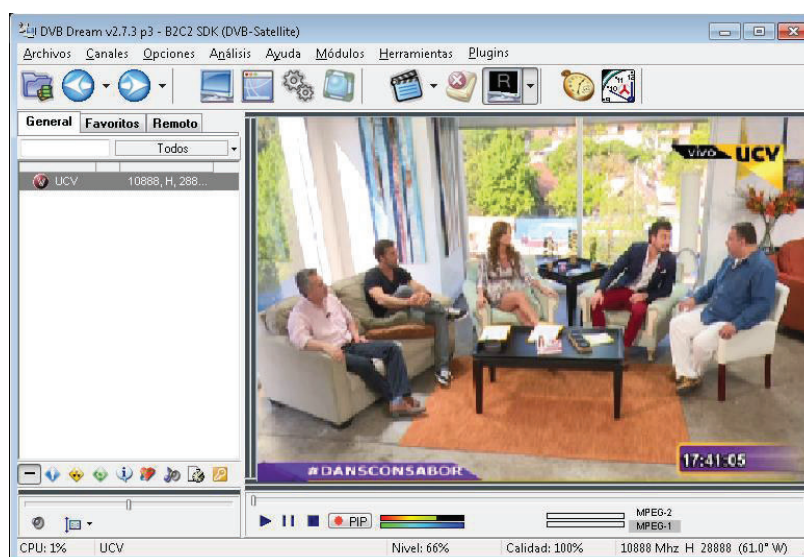 DVB Dream v2.7.3 p3 - B2C2 SDK (DVB-Satellite)
Archivos Canales Opciones Análisis Ayuda Módulos Herramientas Plugins
R
General Favoritos Remoto
Todos
UCV 10888, H, 288...
VIVO UCV
#DANSCONSABOR
17:41:05
PIP
MPEG-2
MPEG-1
CPU: 1% UCV Nivel: 66% Calidad: 100% 10888 Mhz H 28888 (61.0° W)